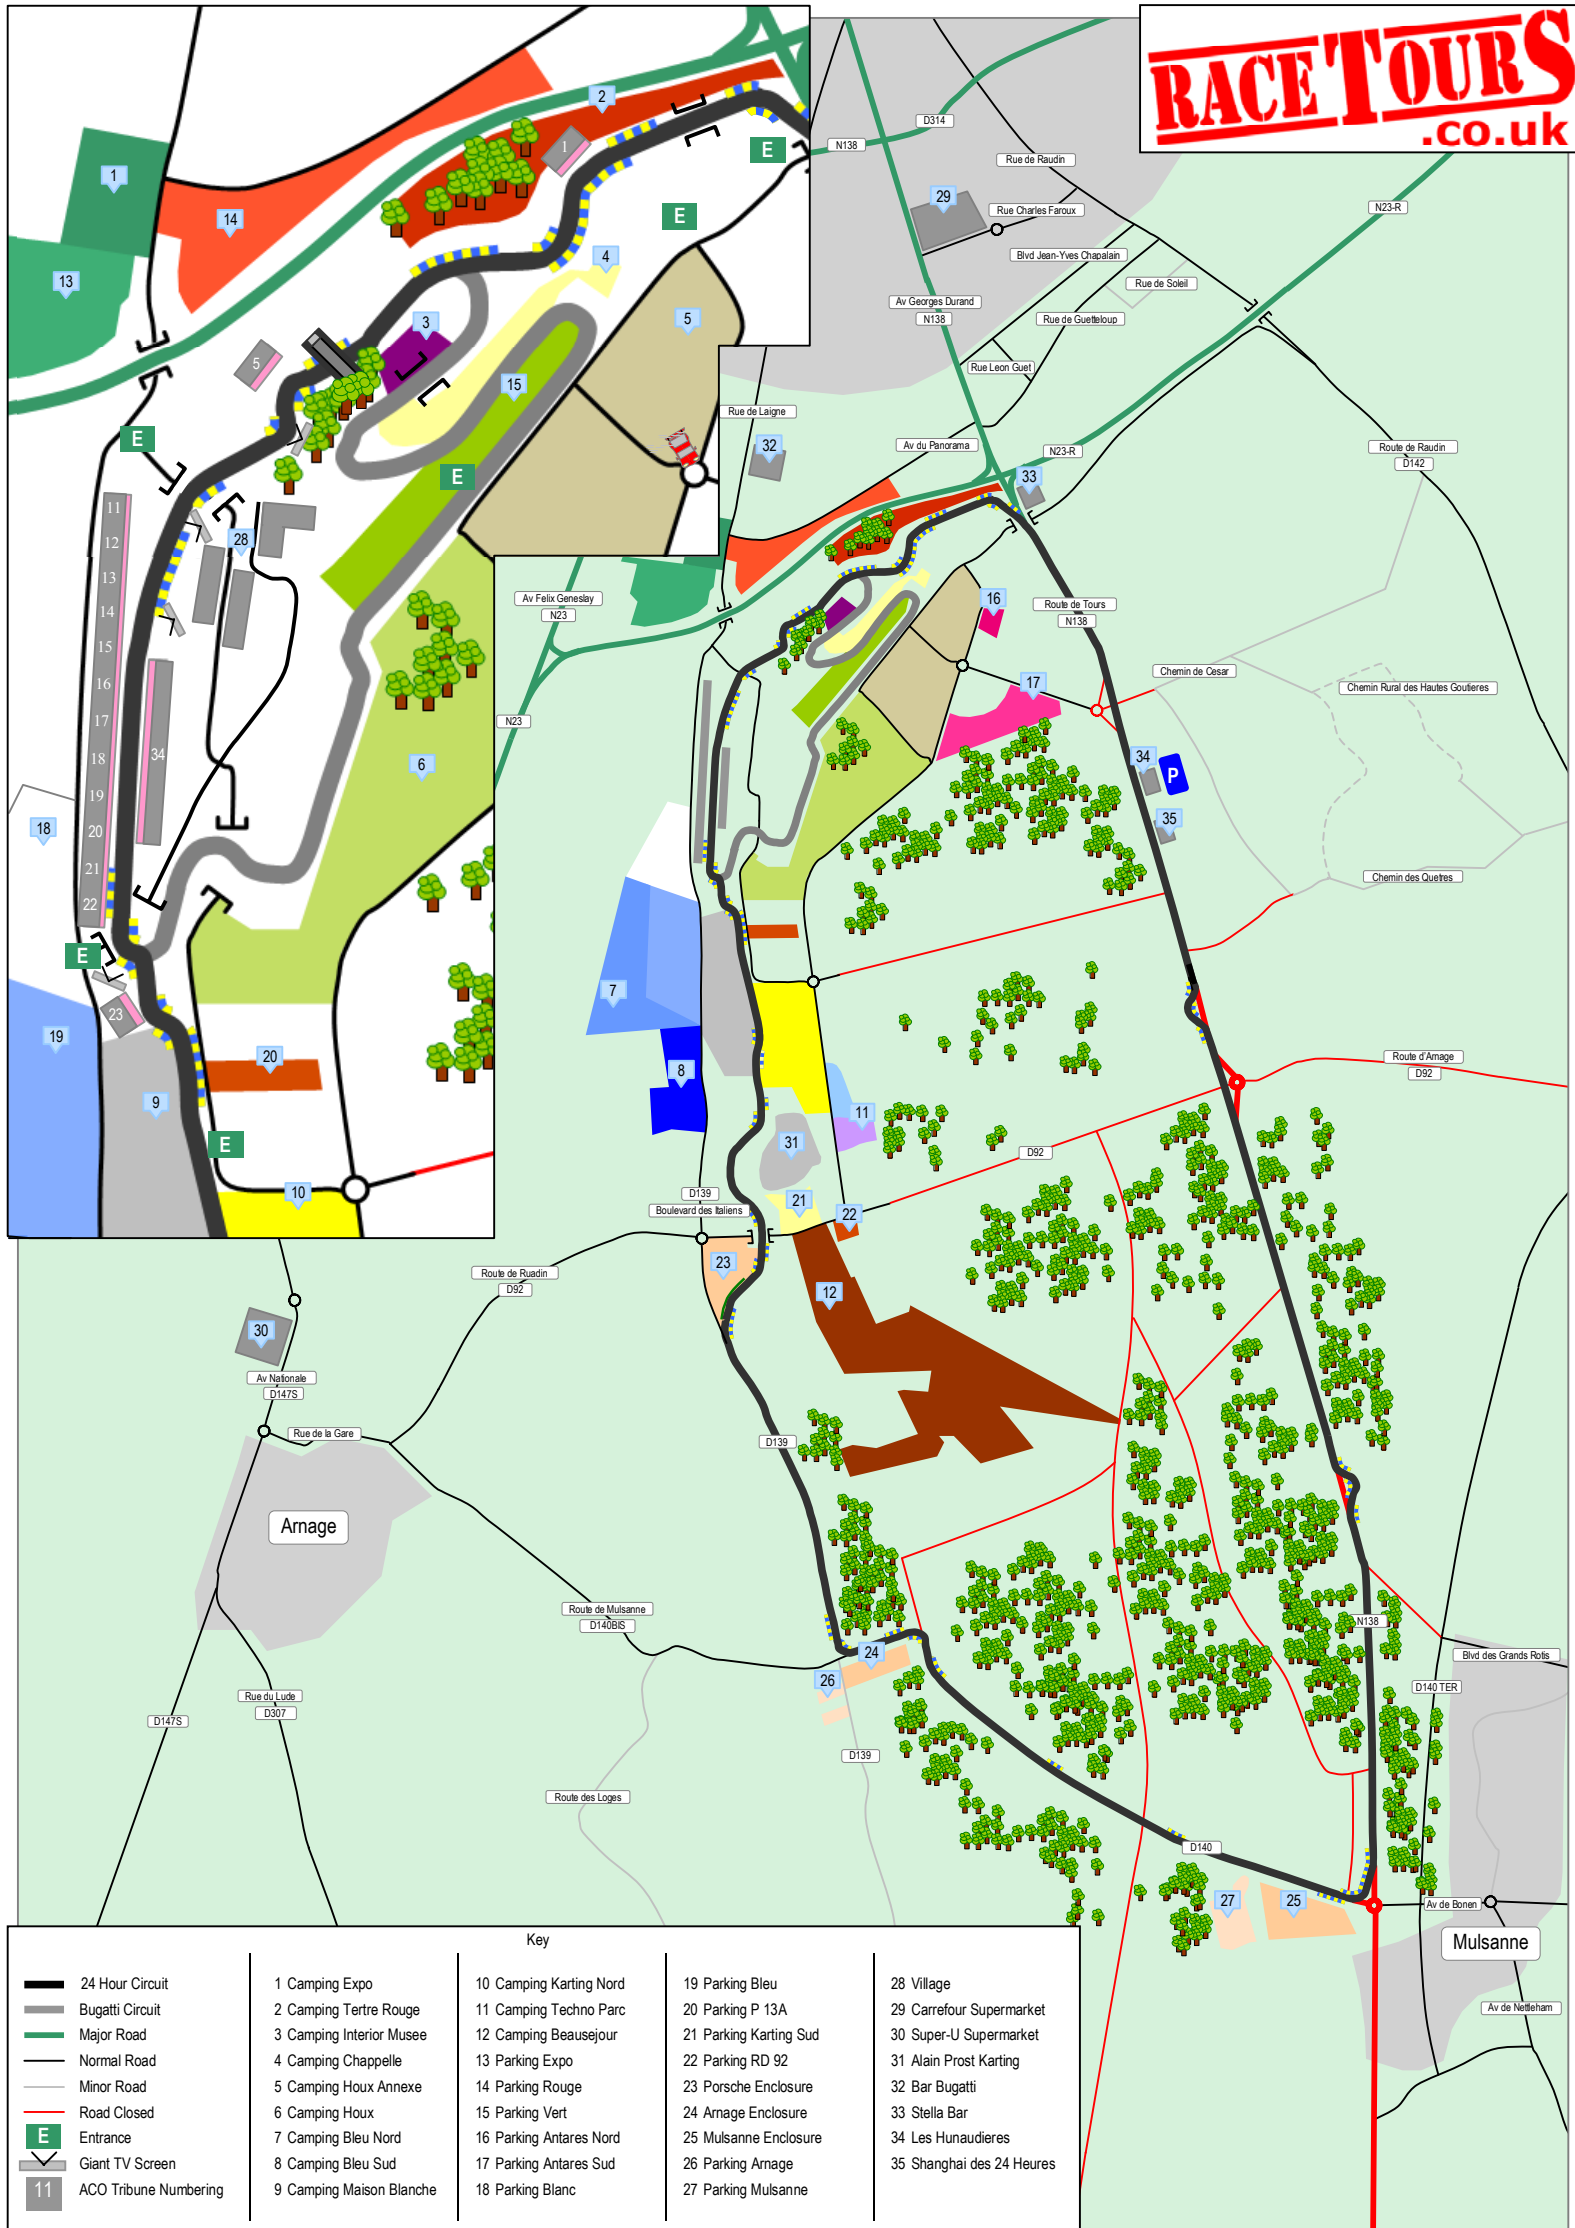 RACETOURS
.co.uk
1
2
E
1
14
E
13
4
3
5
5
15
E
E
11
28
12
13
14
15
16
17
18
34
6
19
18
20
21
22
E
23
19
20
9
E
10
D314
N138
Rue de Raudin
29
Rue Charles Faroux
N23-R
Blvd Jean-Yves Chapalain
Rue de Soleil
Av Georges Durand
N138
Rue de Guetteloup
Rue Leon Guet
Rue de Laigne
32
Av du Panorama
N23-R
33
Route de Raudin
D142
Av Felix Geneslay
N23
16
Route de Tours
N138
Chemin de Cesar
17
Chemin Rural des Hautes Goutieres
N23
34
P
35
Chemin des Quetres
7
8
Route d'Arnage
D92
11
31
D92
D139
Boulevard des Italiens
21
22
23
Route de Ruadin
D92
12
30
Av Nationale
D147S
Rue de la Gare
D139
Arnage
Route de Mulsanne
D140BIS
N138
24
26
Blvd des Grands Rotis
D140 TER
Rue du Lude
D307
D147S
D139
Route des Loges
D140
27
25
Av de Bonen
Mulsanne
Av de Nettleham
Key
24 Hour Circuit
Bugatti Circuit
Major Road
Normal Road
Minor Road
Road Closed
E Entrance
Giant TV Screen
11 ACO Tribune Numbering
1 Camping Expo
2 Camping Tertre Rouge
3 Camping Interior Musee
4 Camping Chappelle
5 Camping Houx Annexe
6 Camping Houx
7 Camping Bleu Nord
8 Camping Bleu Sud
9 Camping Maison Blanche
10 Camping Karting Nord
11 Camping Techno Parc
12 Camping Beausejour
13 Parking Expo
14 Parking Rouge
15 Parking Vert
16 Parking Antares Nord
17 Parking Antares Sud
18 Parking Blanc
19 Parking Bleu
20 Parking P 13A
21 Parking Karting Sud
22 Parking RD 92
23 Porsche Enclosure
24 Arnage Enclosure
25 Mulsanne Enclosure
26 Parking Arnage
27 Parking Mulsanne
28 Village
29 Carrefour Supermarket
30 Super-U Supermarket
31 Alain Prost Karting
32 Bar Bugatti
33 Stella Bar
34 Les Hunaudieres
35 Shanghai des 24 Heures